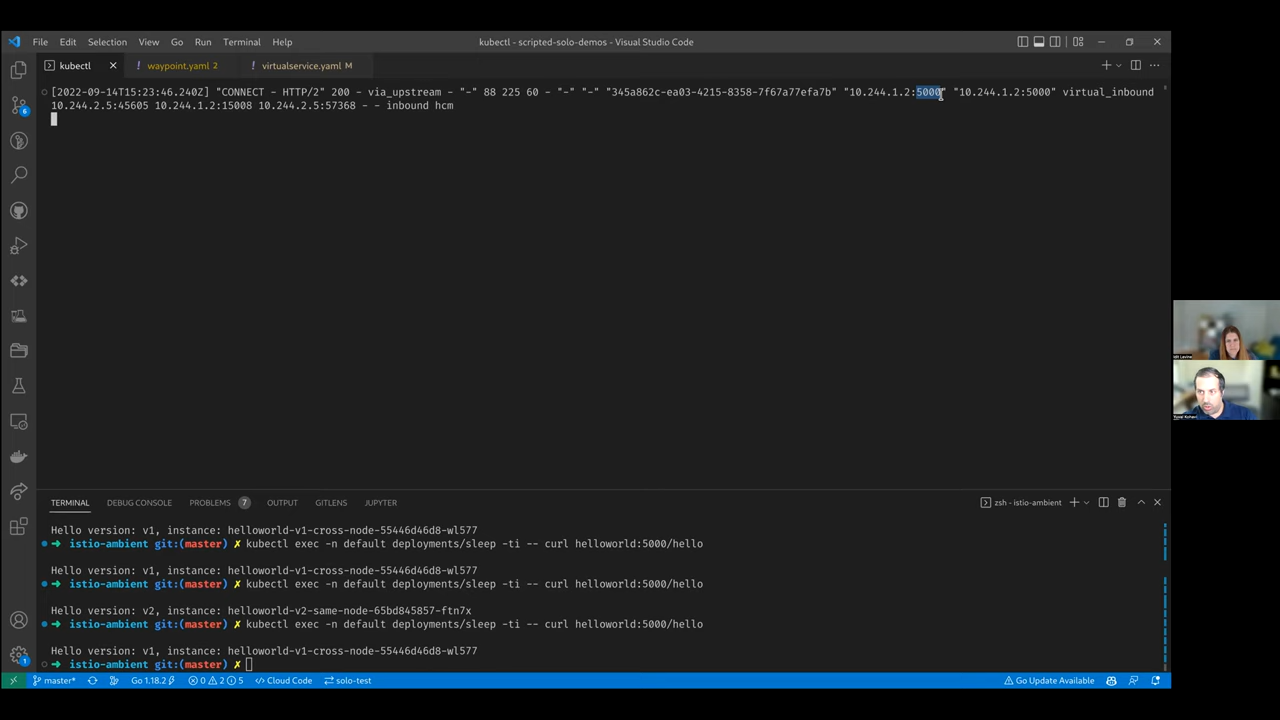 File Edit Selection View Go Run Terminal Help
kubectl - scripted-solo-demos - Visual Studio Code
kubectl
! waypoint.yaml 2
! virtualservice.yaml M
[2022-09-14T15:23:46.240Z] "CONNECT - HTTP/2" 200 - via_upstream - "-" 88 225 60 - "-" "-" "345a862c-ea03-4215-8358-7f67a77efa7b" "10.244.1.2:5000" "10.244.1.2:5000" virtual_inbound
10.244.2.5:45605 10.244.1.2:15008 10.244.2.5:57368 - - inbound hcm
6
TERMINAL DEBUG CONSOLE PROBLEMS 7 OUTPUT GITLENS JUPYTER
zsh - istio-ambient
Hello version: v1, instance: helloworld-v1-cross-node-55446d46d8-wl577
➜ istio-ambient git:(master) ✗ kubectl exec -n default deployments/sleep -ti -- curl helloworld:5000/hello
Hello version: v1, instance: helloworld-v1-cross-node-55446d46d8-wl577
➜ istio-ambient git:(master) ✗ kubectl exec -n default deployments/sleep -ti -- curl helloworld:5000/hello
Hello version: v2, instance: helloworld-v2-same-node-65bd845857-ftn7x
➜ istio-ambient git:(master) ✗ kubectl exec -n default deployments/sleep -ti -- curl helloworld:5000/hello
Hello version: v1, instance: helloworld-v1-cross-node-55446d46d8-wl577
➜ istio-ambient git:(master) ✗
1
master* Go 1.18.2 0 2 5 Cloud Code solo-test
Go Update Available